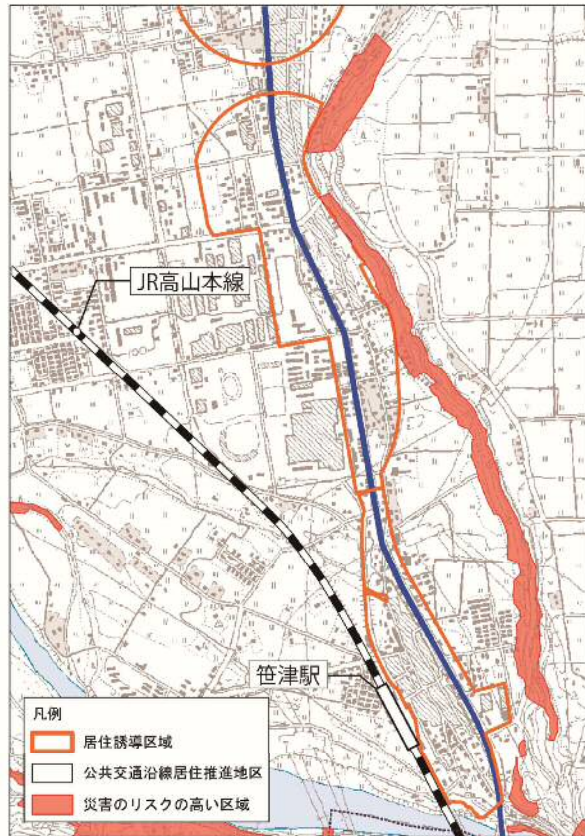 JR高山本線
笹津駅
凡例
居住誘導区域
公共交通沿線居住推進地区
災害のリスクの高い区域